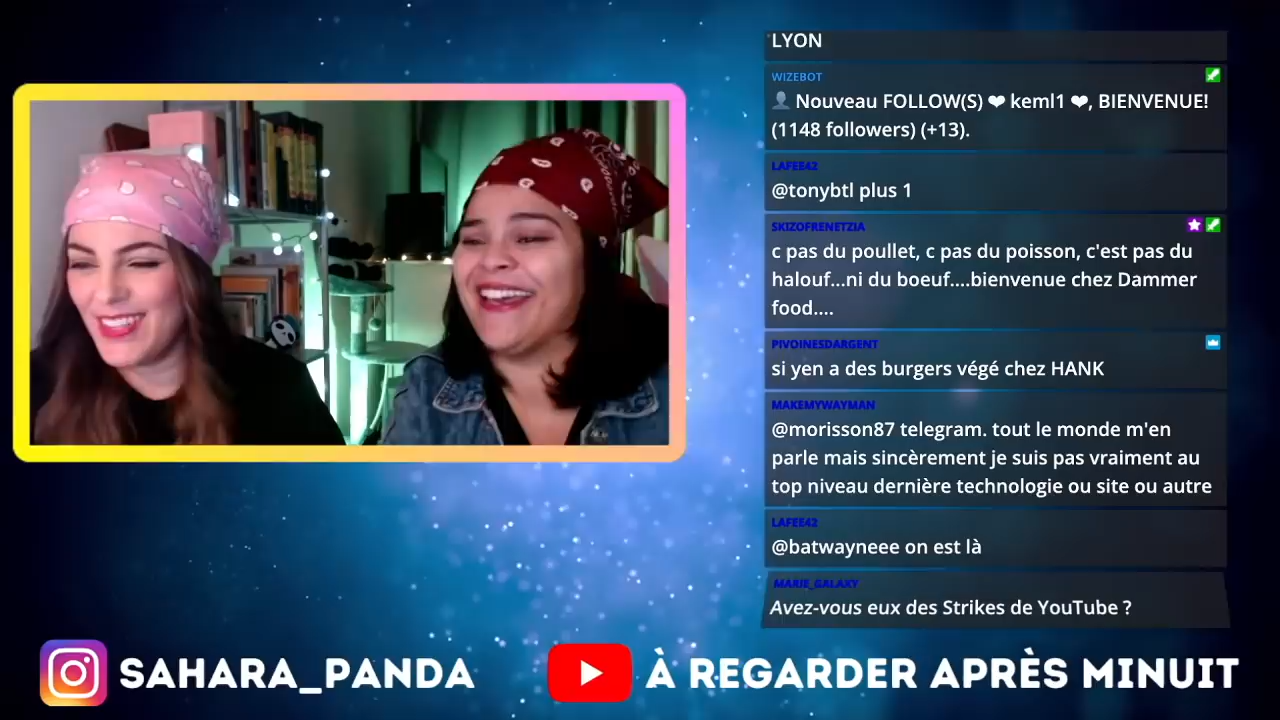 LYON
WIZEBOT
👤 Nouveau FOLLOW(S) ❤ keml1 ❤, BIENVENUE!
(1148 followers) (+13).
LAFEE42
@tonybtl plus 1
SKIZOFRENETZIA
c pas du poullet, c pas du poisson, c'est pas du
halouf...ni du boeuf....bienvenue chez Dammer
food....
PIVOINESDARGENT
si yen a des burgers végé chez HANK
MAKEMYWAYMAN
@morisson87 telegram. tout le monde m'en
parle mais sincèrement je suis pas vraiment au
top niveau dernière technologie ou site ou autre
LAFEE42
@batwayneee on est là
MARIE_GALAXY
Avez-vous eux des Strikes de YouTube ?
SAHARA_PANDA
À REGARDER APRÈS MINUIT